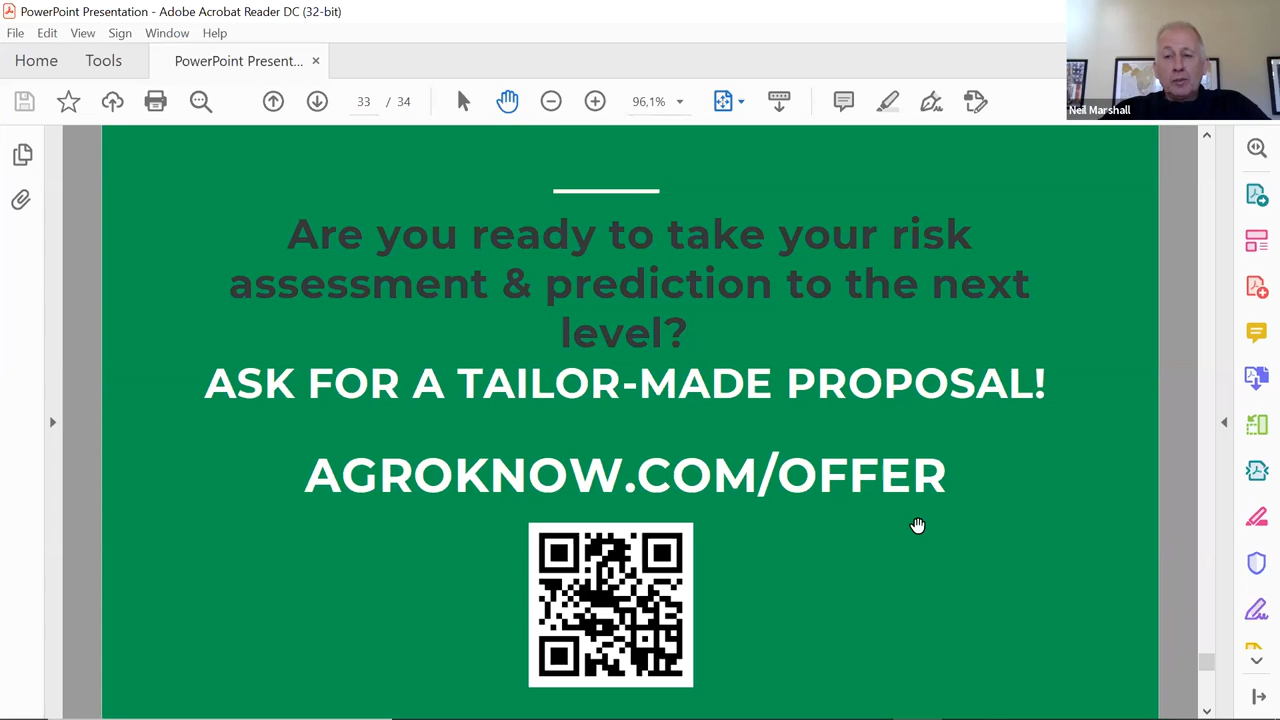 PowerPoint Presentation - Adobe Acrobat Reader DC (32-bit)
File Edit View Sign Window Help
Home Tools PowerPoint Present... ×
33 / 34 96,1%
Neil Marshall
Are you ready to take your risk
assessment & prediction to the next
level?
ASK FOR A TAILOR-MADE PROPOSAL!
AGROKNOW.COM/OFFER